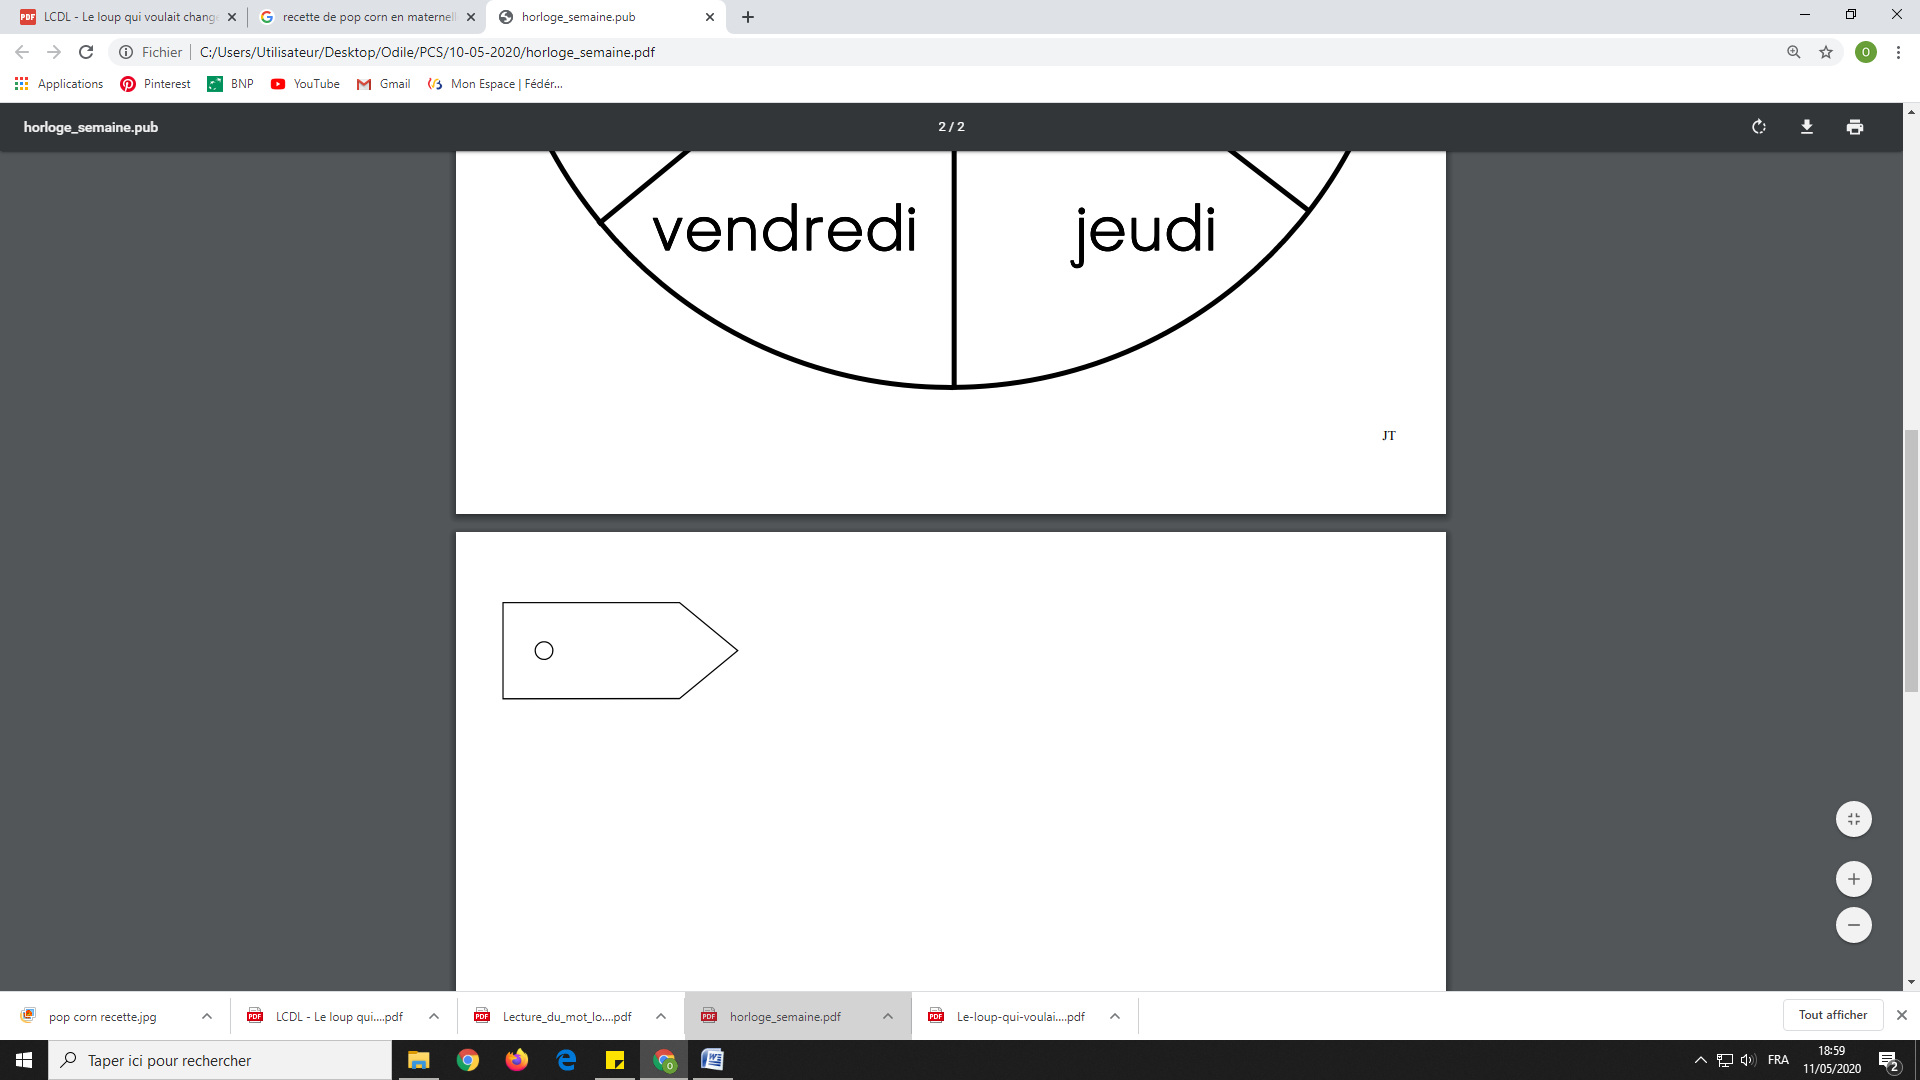 LCDL - Le loup qui voulait chang
recette de pop corn en maternell
horloge_semaine.pub
Fichier
C:/Users/Utilisateur/Desktop/Odile/PCS/10-05-2020/horloge_semaine.pdf
O
Applications
Pinterest
BNP
YouTube
Gmail
Mon Espace | Fédér...
horloge_semaine.pub
2 / 2
vendredi
jeudi
JT
pop corn recette.jpg
LCDL - Le loup qui....pdf
Lecture_du_mot_lo....pdf
horloge_semaine.pdf
Le-loup-qui-voulai....pdf
Tout afficher
Taper ici pour rechercher
FRA
18:59
11/05/2020
2